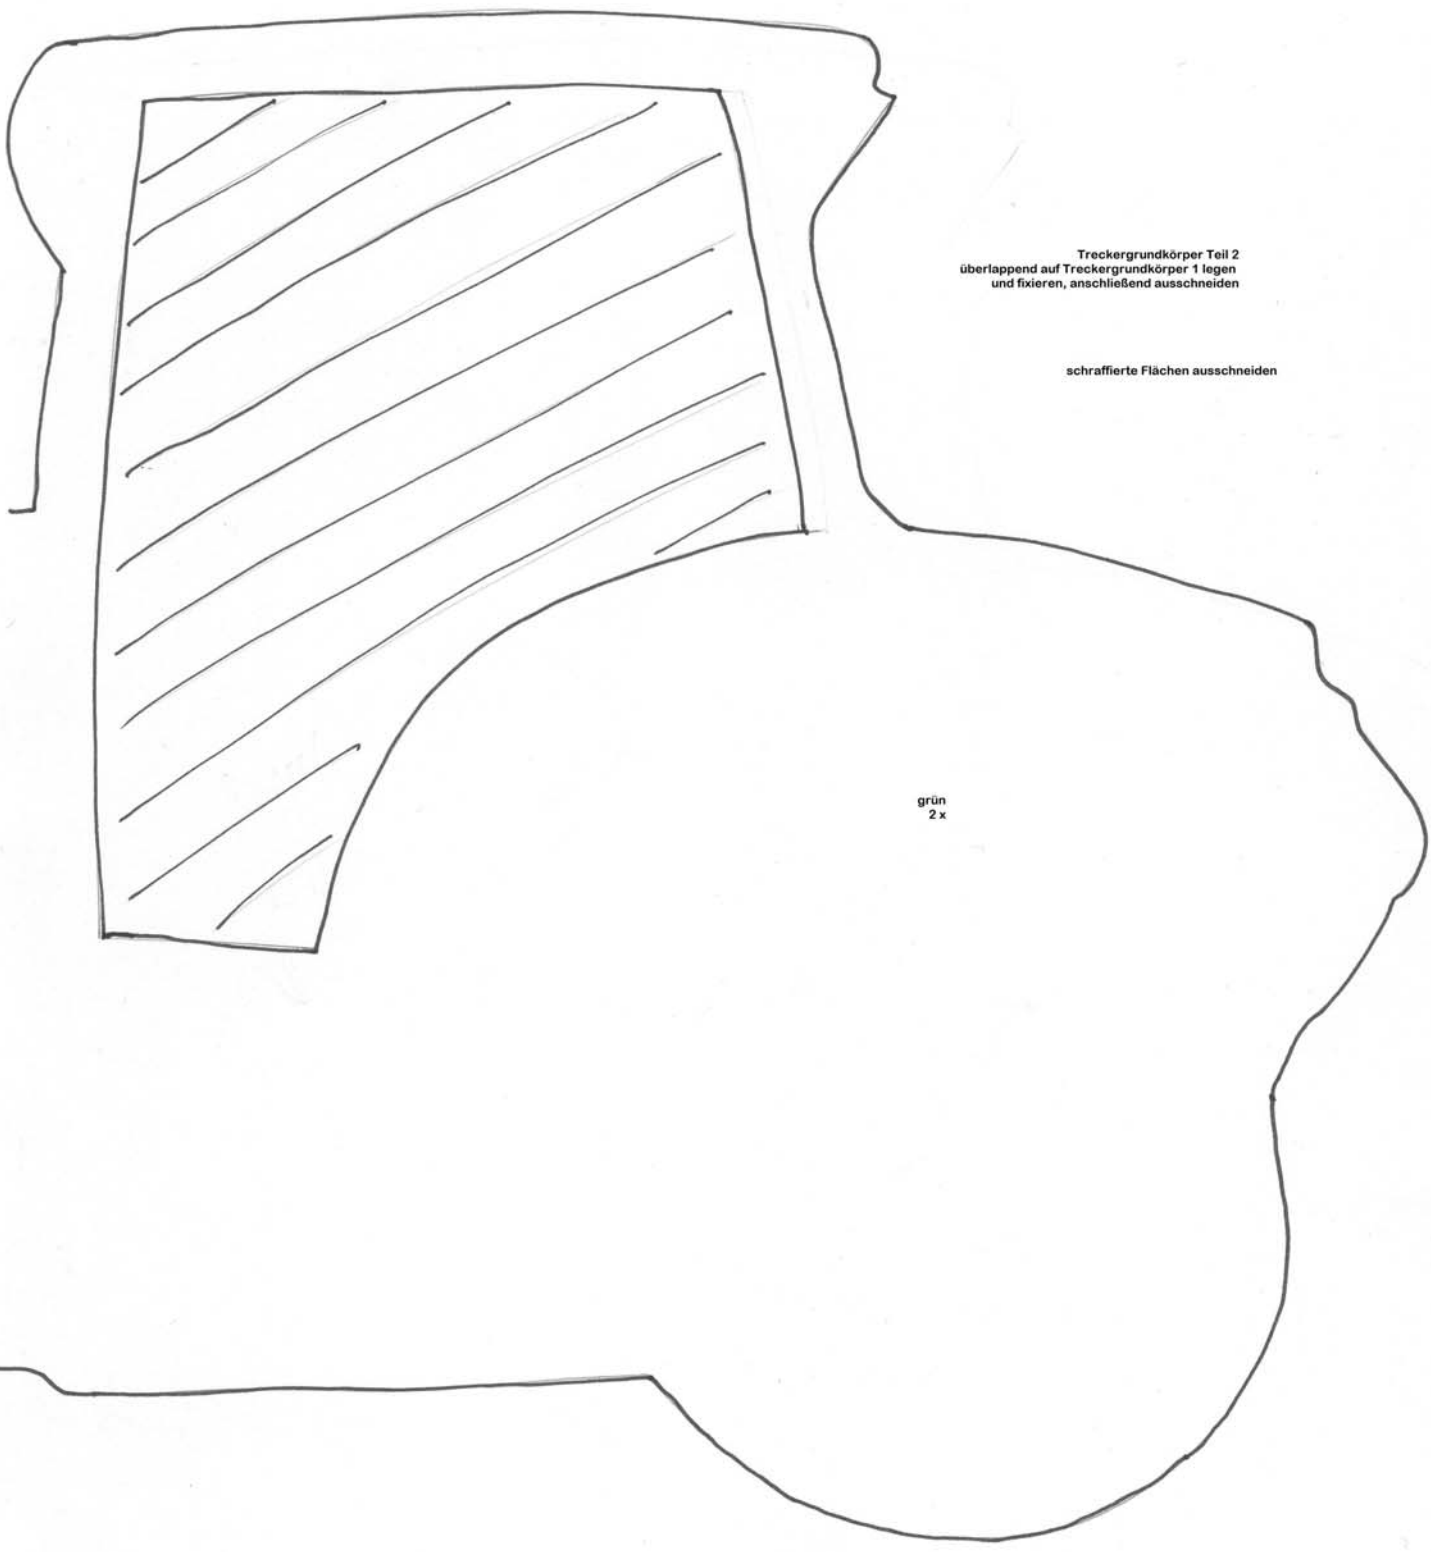 Treckergrundkörper Teil 2
überlappend auf Treckergrundkörper 1 legen
und fixieren, anschließend ausschneiden
schraffierte Flächen ausschneiden
grün
2 x